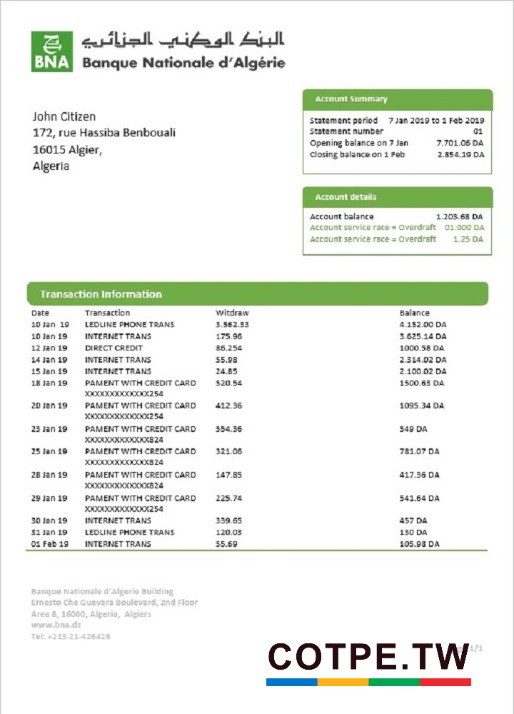 البنك الوطني الجزائري
BNA
Banque Nationale d'Algérie
John Citizen
172, rue Hassiba Benbouali
16015 Algier,
Algeria
Account Summary
Statement period 7 Jan 2019 to 1 Feb 2019
Statement number 01
Opening balance on 7 Jan 7.701.06 DA
Closing balance on 1 Feb 2.854.19 DA
Account details
Account balance 1.203.68 DA
Account service race = Overdraft 01.000 DA
Account service race = Overdraft 1.25 DA
Transaction Information
Date Transaction Witdraw Balance
10 Jan 19 LEDLINE PHONE TRANS 3.562.33 4.132.00 DA
10 Jan 19 INTERNET TRANS 175.96 3.625.14 DA
12 Jan 19 DIRECT CREDIT 86.254 1000.58 DA
14 Jan 19 INTERNET TRANS 55.98 2.314.02 DA
15 Jan 19 INTERNET TRANS 24.85 2.100.02 DA
18 Jan 19 PAMENT WITH CREDIT CARD 520.54 1500.63 DA
XXXXXXXXXXXXX254
20 Jan 19 PAMENT WITH CREDIT CARD 412.36 1095.34 DA
XXXXXXXXXXXXX254
23 Jan 19 PAMENT WITH CREDIT CARD 554.36 549 DA
XXXXXXXXXXXXX824
25 Jan 19 PAMENT WITH CREDIT CARD 321.06 781.07 DA
XXXXXXXXXXXXX824
28 Jan 19 PAMENT WITH CREDIT CARD 147.85 417.36 DA
XXXXXXXXXXXXX824
29 Jan 19 PAMENT WITH CREDIT CARD 225.74 541.64 DA
XXXXXXXXXXXXX254
30 Jan 19 INTERNET TRANS 339.65 457 DA
31 Jan 19 LEDLINE PHONE TRANS 120.03 130 DA
01 Feb 19 INTERNET TRANS 55.69 105.98 DA
Banque Nationale d'Algerie Building
Ernesto Che Guevara Boulevard, 2nd Floor
Area 8, 16000, Algeria, Algiers
www.bna.dz
Tel: +213 21-426426
1/1
COTPE.TW